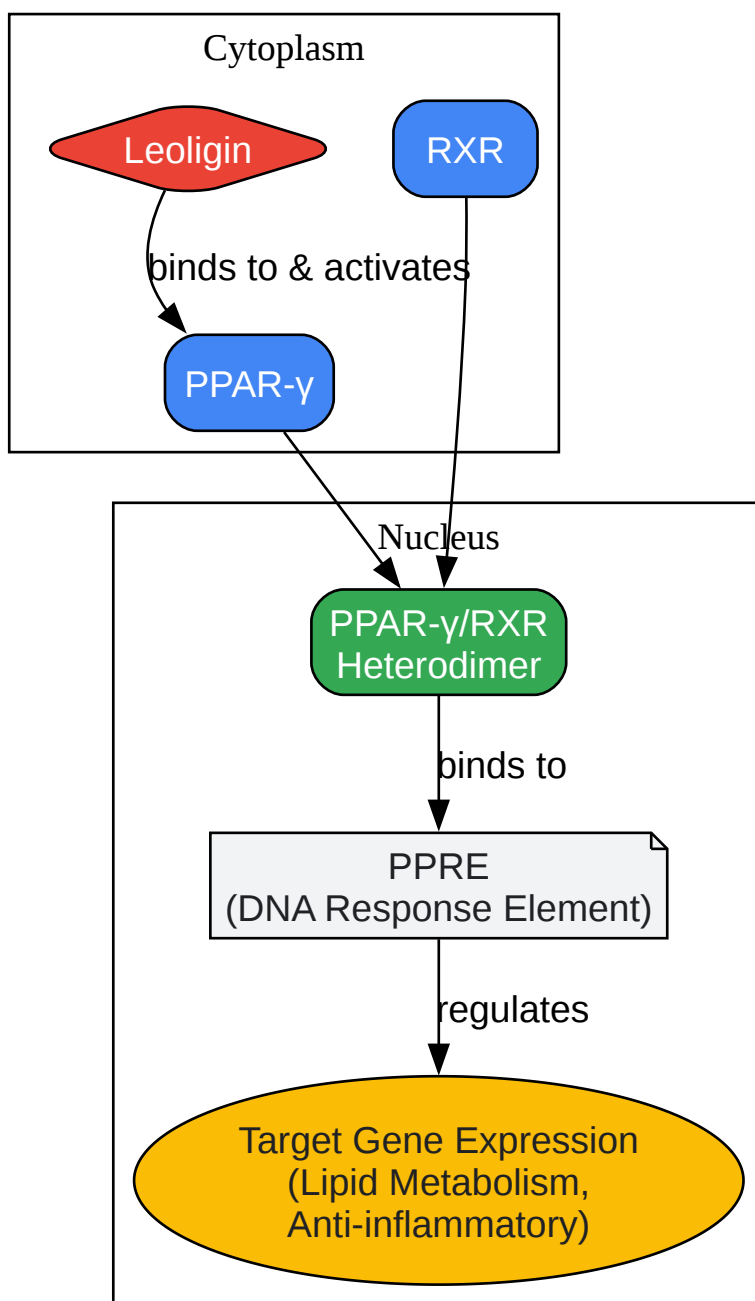 Cytoplasm
Leoligin
RXR
binds to & activates
PPAR-γ
Nucleus
PPAR-γ/RXR
Heterodimer
binds to
PPRE
(DNA Response Element)
regulates
Target Gene Expression
(Lipid Metabolism,
Anti-inflammatory)